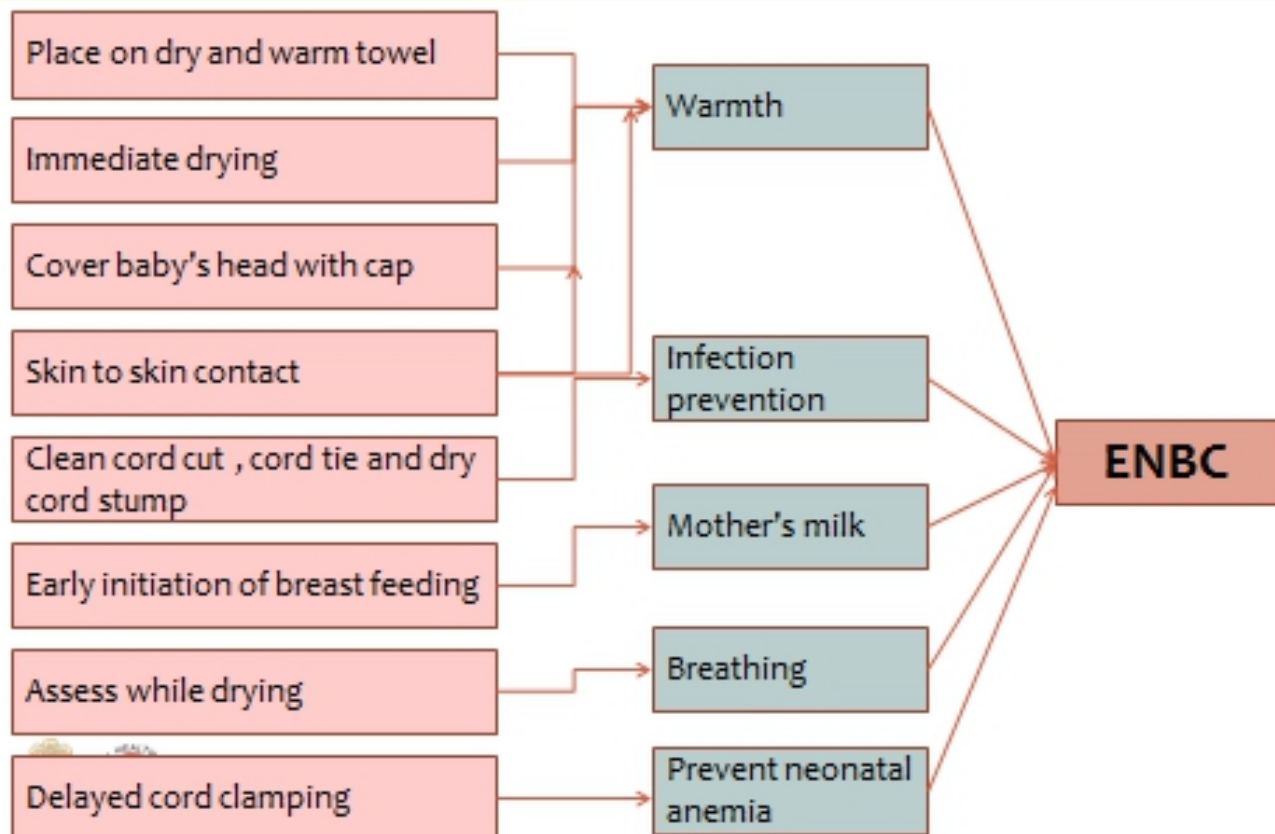 Place on dry and warm towel
Immediate drying
Cover baby's head with cap
Skin to skin contact
Clean cord cut , cord tie and dry
cord stump
Early initiation of breast feeding
Assess while drying
Delayed cord clamping
Warmth
Infection
prevention
Mother's milk
Breathing
Prevent neonatal
anemia
ENBC